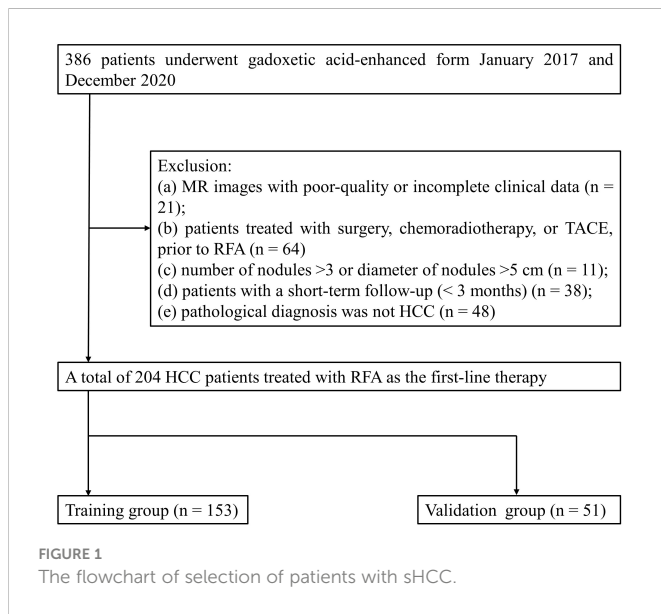 386 patients underwent gadoxetic acid-enhanced form January 2017 and
December 2020
Exclusion:
(a) MR images with poor-quality or incomplete clinical data (n =
21);
(b) patients treated with surgery, chemoradiotherapy, or TACE,
prior to RFA (n = 64)
(c) number of nodules >3 or diameter of nodules >5 cm (n = 11);
(d) patients with a short-term follow-up (< 3 months) (n = 38);
(e) pathological diagnosis was not HCC (n = 48)
A total of 204 HCC patients treated with RFA as the first-line therapy
Training group (n = 153)
Validation group (n = 51)
FIGURE 1
The flowchart of selection of patients with sHCC.